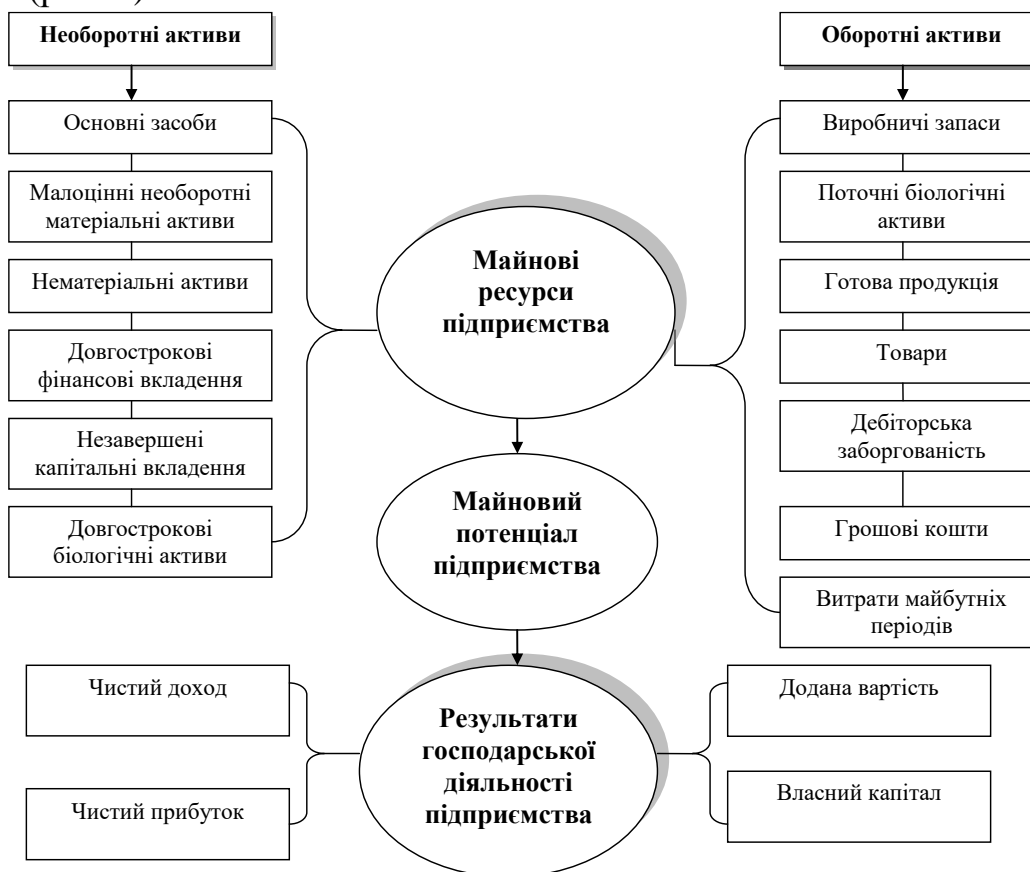 Необоротні активи
Основні засоби
Малоцінні необоротні
матеріальні активи
Нематеріальні активи
Довгострокові
фінансові вкладення
Незавершені
капітальні вкладення
Довгострокові
біологічні активи
Майнові
ресурси
підприємства
Майновий
потенціал
підприємства
Оборотні активи
Виробничі запаси
Поточні біологічні
активи
Готова продукція
Товари
Дебіторська
заборгованість
Грошові кошти
Витрати майбутніх
періодів
Чистий доход
Чистий прибуток
Результати
господарської
діяльності
підприємства
Додана вартість
Власний капітал